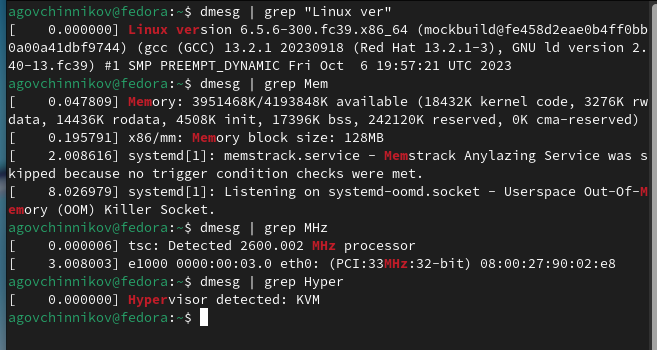 agovchinnikov@fedora:~$ dmesg | grep "Linux ver"
[    0.000000] Linux version 6.5.6-300.fc39.x86_64 (mockbuild@fe458d2eae0b4ff0bb
0a00a41dbf9744) (gcc (GCC) 13.2.1 20230918 (Red Hat 13.2.1-3), GNU ld version 2.
40-13.fc39) #1 SMP PREEMPT_DYNAMIC Fri Oct  6 19:57:21 UTC 2023
agovchinnikov@fedora:~$ dmesg | grep Mem
[    0.047809] Memory: 3951468K/4193848K available (18432K kernel code, 3276K rw
data, 14436K rodata, 4508K init, 17396K bss, 242120K reserved, 0K cma-reserved)
[    0.195791] x86/mm: Memory block size: 128MB
[    2.008616] systemd[1]: memstrack.service - Memstrack Anylazing Service was s
kipped because no trigger condition checks were met.
[    8.026979] systemd[1]: Listening on systemd-oomd.socket - Userspace Out-Of-M
emory (OOM) Killer Socket.
agovchinnikov@fedora:~$ dmesg | grep MHz
[    0.000006] tsc: Detected 2600.002 MHz processor
[    3.008003] e1000 0000:00:03.0 eth0: (PCI:33MHz:32-bit) 08:00:27:90:02:e8
agovchinnikov@fedora:~$ dmesg | grep Hyper
[    0.000000] Hypervisor detected: KVM
agovchinnikov@fedora:~$